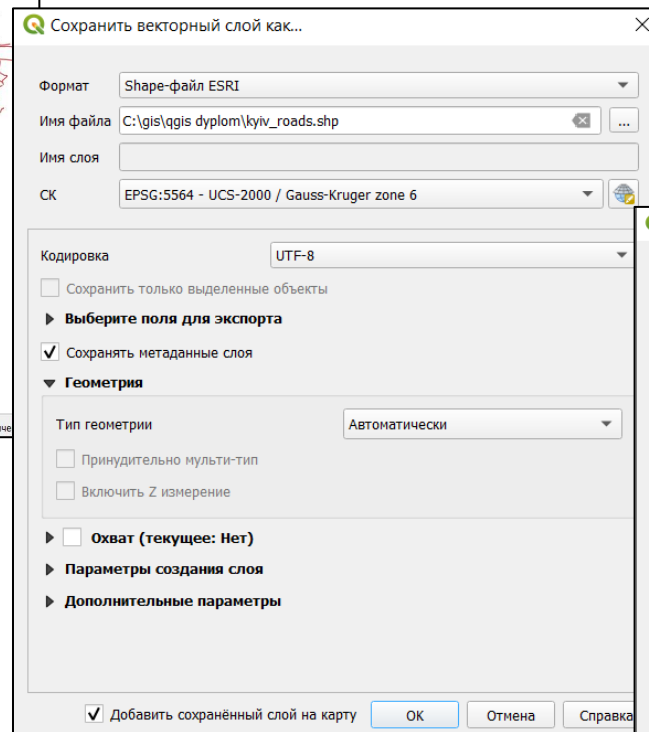 Сохранить векторный слой как...
Формат Shape-файл ESRI
Имя файла C:\gis\qgis dyplom\kyiv_roads.shp ...
Имя слоя
СК EPSG:5564 - UCS-2000 / Gauss-Kruger zone 6
Кодировка UTF-8
Сохранить только выделенные объекты
Выберите поля для экспорта
Сохранять метаданные слоя
Геометрия
Тип геометрии Автоматически
Принудительно мульти-тип
Включить Z измерение
Охват (текущее: Нет)
Параметры создания слоя
Дополнительные параметры
Добавить сохранённый слой на карту ОК Отмена Справка